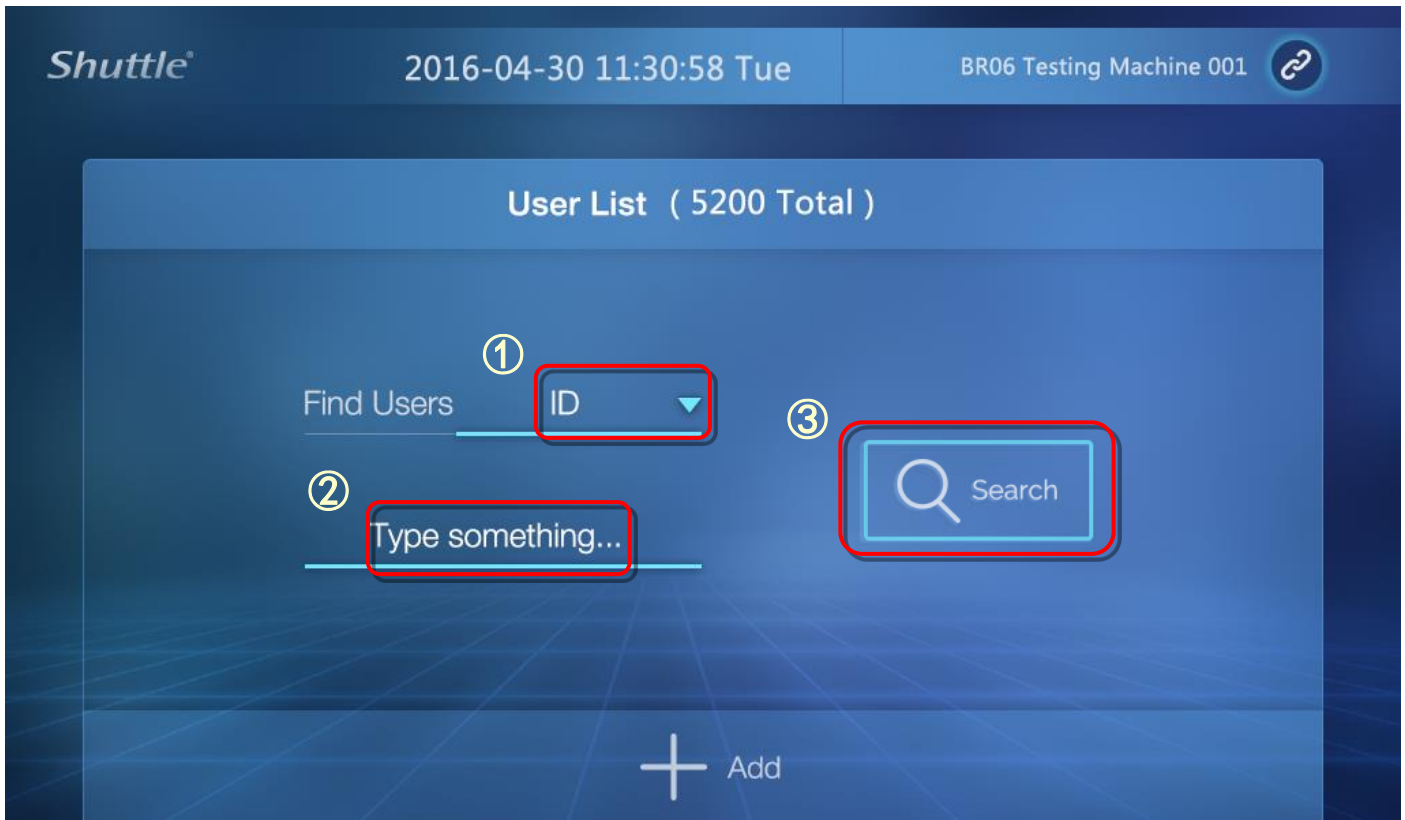 Shuttle®
2016-04-30 11:30:58 Tue
BR06 Testing Machine 001
User List ( 5200 Total )
①
Find Users ID
②
Type something...
③
Search
Add